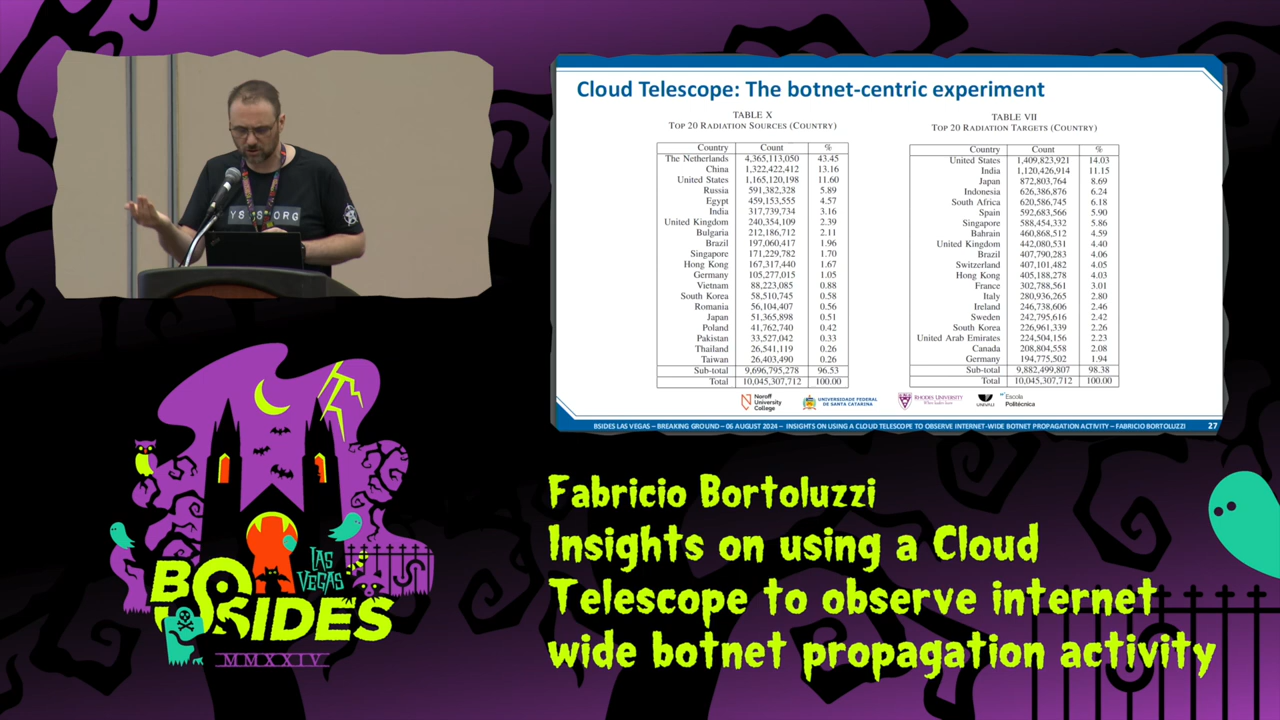 YS
ORG
Cloud Telescope: The botnet-centric experiment
TABLE X
TOP 20 RADIATION SOURCES (COUNTRY)
Country Count %
The Netherlands 4,365,113,050 43.45
China 1,322,422,412 13.16
United States 1,165,120,198 11.60
Russia 591,382,328 5.89
Egypt 459,153,555 4.57
India 317,739,734 3.16
United Kingdom 240,354,109 2.39
Bulgaria 212,186,712 2.11
Brazil 197,060,417 1.96
Singapore 171,229,782 1.70
Hong Kong 167,317,440 1.67
Germany 105,277,015 1.05
Vietnam 88,223,085 0.88
South Korea 58,510,745 0.58
Romania 56,104,407 0.56
Japan 51,365,898 0.51
Poland 41,762,740 0.42
Pakistan 33,527,042 0.33
Thailand 26,541,119 0.26
Taiwan 26,403,490 0.26
Sub-total 9,696,795,278 96.53
Total 10,045,307,712 100.00
TABLE VII
TOP 20 RADIATION TARGETS (COUNTRY)
Country Count %
United States 1,409,823,921 14.03
India 1,120,426,914 11.15
Japan 872,803,764 8.69
Indonesia 626,386,876 6.24
South Africa 620,586,745 6.18
Spain 592,683,566 5.90
Singapore 588,454,332 5.86
Bahrain 460,868,512 4.59
United Kingdom 442,080,531 4.40
Brazil 407,790,283 4.06
Switzerland 407,101,482 4.05
Hong Kong 405,188,278 4.03
France 302,788,561 3.01
Italy 280,936,265 2.80
Ireland 246,738,606 2.46
Sweden 242,795,616 2.42
South Korea 226,961,339 2.26
United Arab Emirates 224,504,156 2.23
Canada 208,804,558 2.08
Germany 194,775,502 1.94
Sub-total 9,882,499,807 98.38
Total 10,045,307,712 100.00
Noroff
University
College
UNIVERSIDADE FEDERAL
DE SANTA CATARINA
RHODES UNIVERSITY
Where leaders learn
UNIVALI
Escola
Politécnica
BSIDES LAS VEGAS – BREAKING GROUND – 06 AUGUST 2024 – INSIGHTS ON USING A CLOUD TELESCOPE TO OBSERVE INTERNET-WIDE BOTNET PROPAGATION ACTIVITY – FABRICIO BORTOLUZZI 27
LAS
VEGAS
BSIDES
MMXXIV
Fabricio Bortoluzzi
Insights on using a Cloud
Telescope to observe internet
wide botnet propagation activity